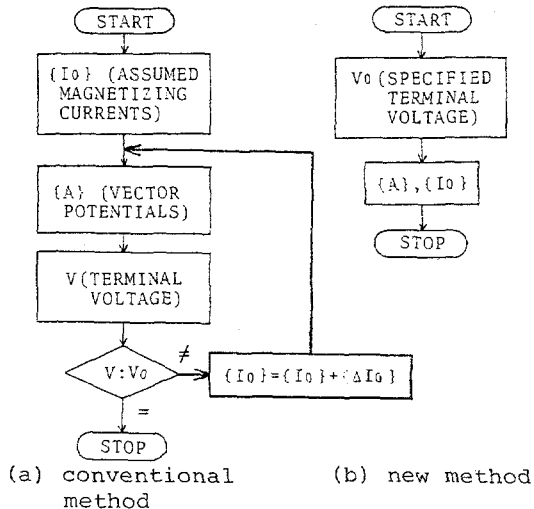 START
{I₀} (ASSUMED
MAGNETIZING
CURRENTS)
{A} (VECTOR
POTENTIALS)
V(TERMINAL
VOLTAGE)
V:V₀
≠
{I₀}={I₀}+{ΔI₀}
=
STOP
(a) conventional
method
START
V₀(SPECIFIED
TERMINAL
VOLTAGE)
{A},{I₀}
STOP
(b) new method